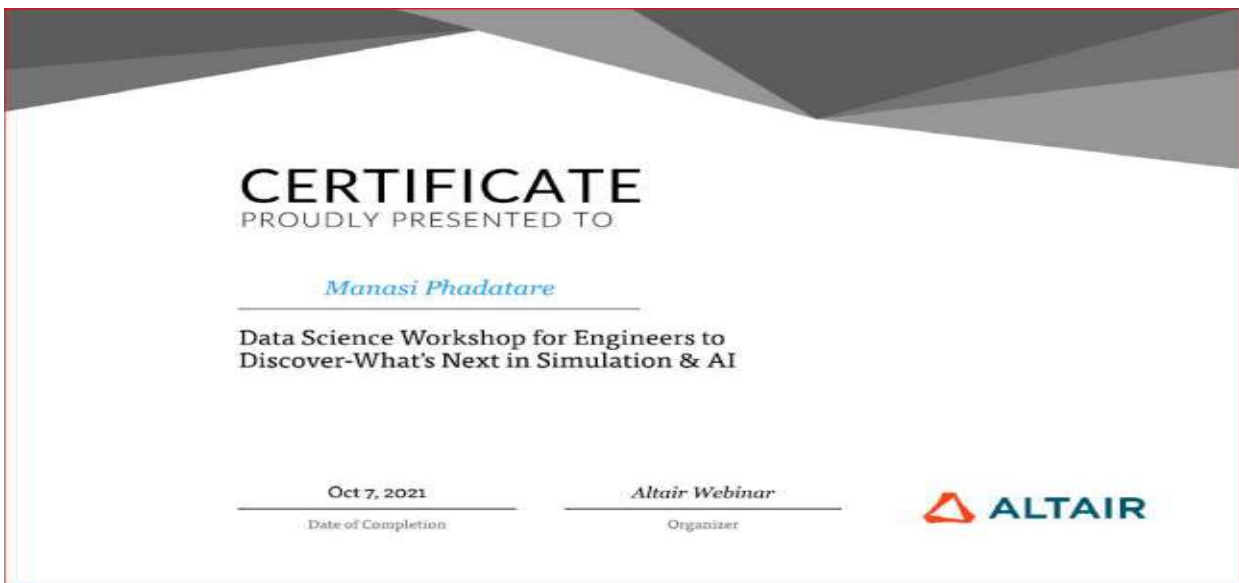 CERTIFICATE
PROUDLY PRESENTED TO
Manasi Phadatare
Data Science Workshop for Engineers to
Discover-What's Next in Simulation & AI
Oct 7, 2021
Date of Completion
Altair Webinar
Organizer
ALTAIR